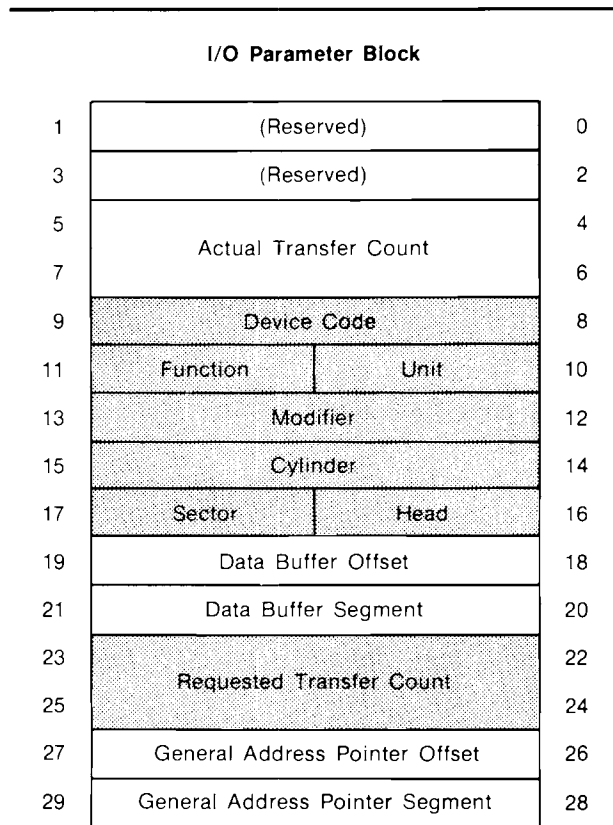 I/O Parameter Block
1 (Reserved) 0
3 (Reserved) 2
5 4
Actual Transfer Count
7 6
9 Device Code 8
11 Function Unit 10
13 Modifier 12
15 Cylinder 14
17 Sector Head 16
19 Data Buffer Offset 18
21 Data Buffer Segment 20
23 22
Requested Transfer Count
25 24
27 General Address Pointer Offset 26
29 General Address Pointer Segment 28